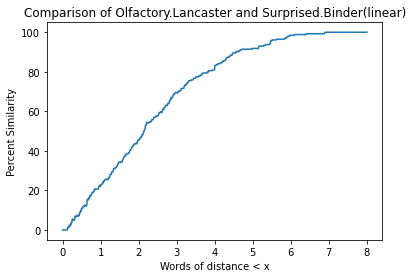 Comparison of Olfactory.Lancaster and Surprised.Binder(linear)
100
80
60
40
20
0
Percent Similarity
0 1 2 3 4 5 6 7 8
Words of distance < x